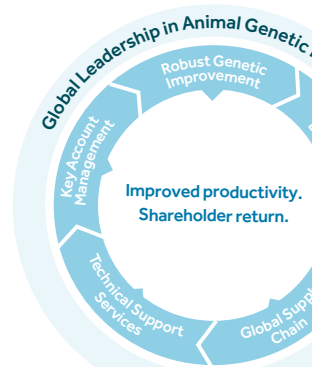 Global Leadership in Animal Genetic
Robust Genetic
Improvement
Key Account
Management
Improved productivity.
Shareholder return.
Technical Support
Services
Global Suppl
Chain